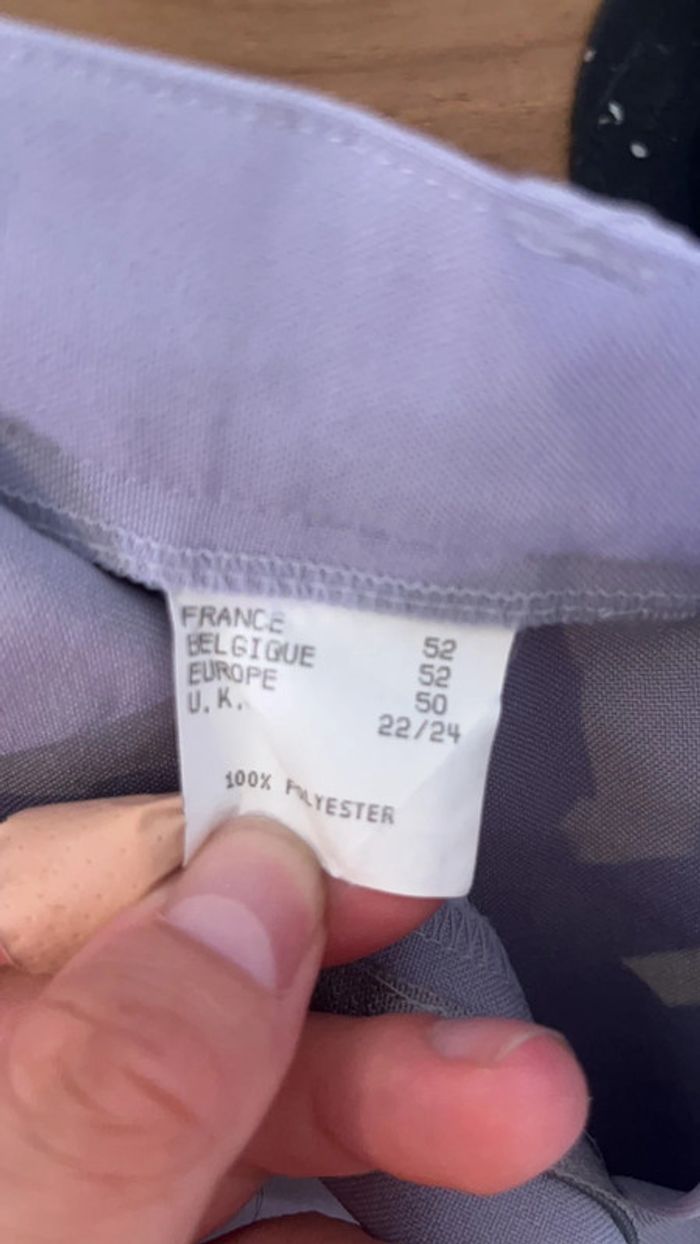 FRANCE 52
BELGIQUE 52
EUROPE 50
U.K. 22/24
100% POLYESTER